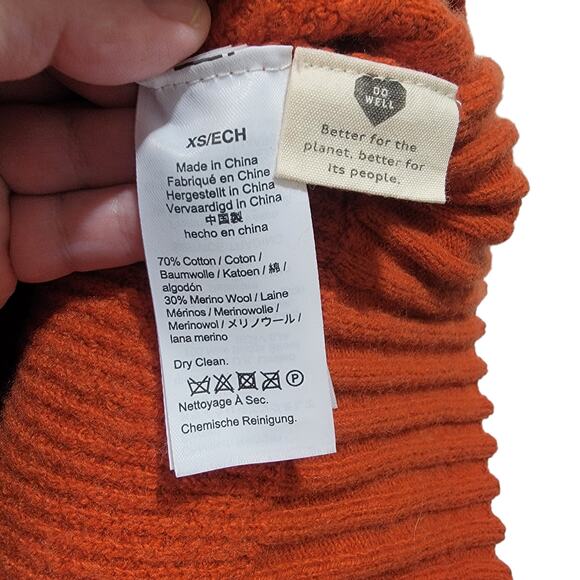 XS/ECH
Made in China
Fabriqué en Chine
Hergestellt in China
Vervaardigd in China
中国製
hecho en china
70% Cotton / Coton /
Baumwolle / Katoen / 綿 /
algodón
30% Merino Wool / Laine
Mérinos / Merinowolle /
Merinowol / メリノウール /
lana merino
Dry Clean.
P
Nettoyage À Sec.
Chemische Reinigung.
DO
WELL
Better for the
planet, better for
its people.